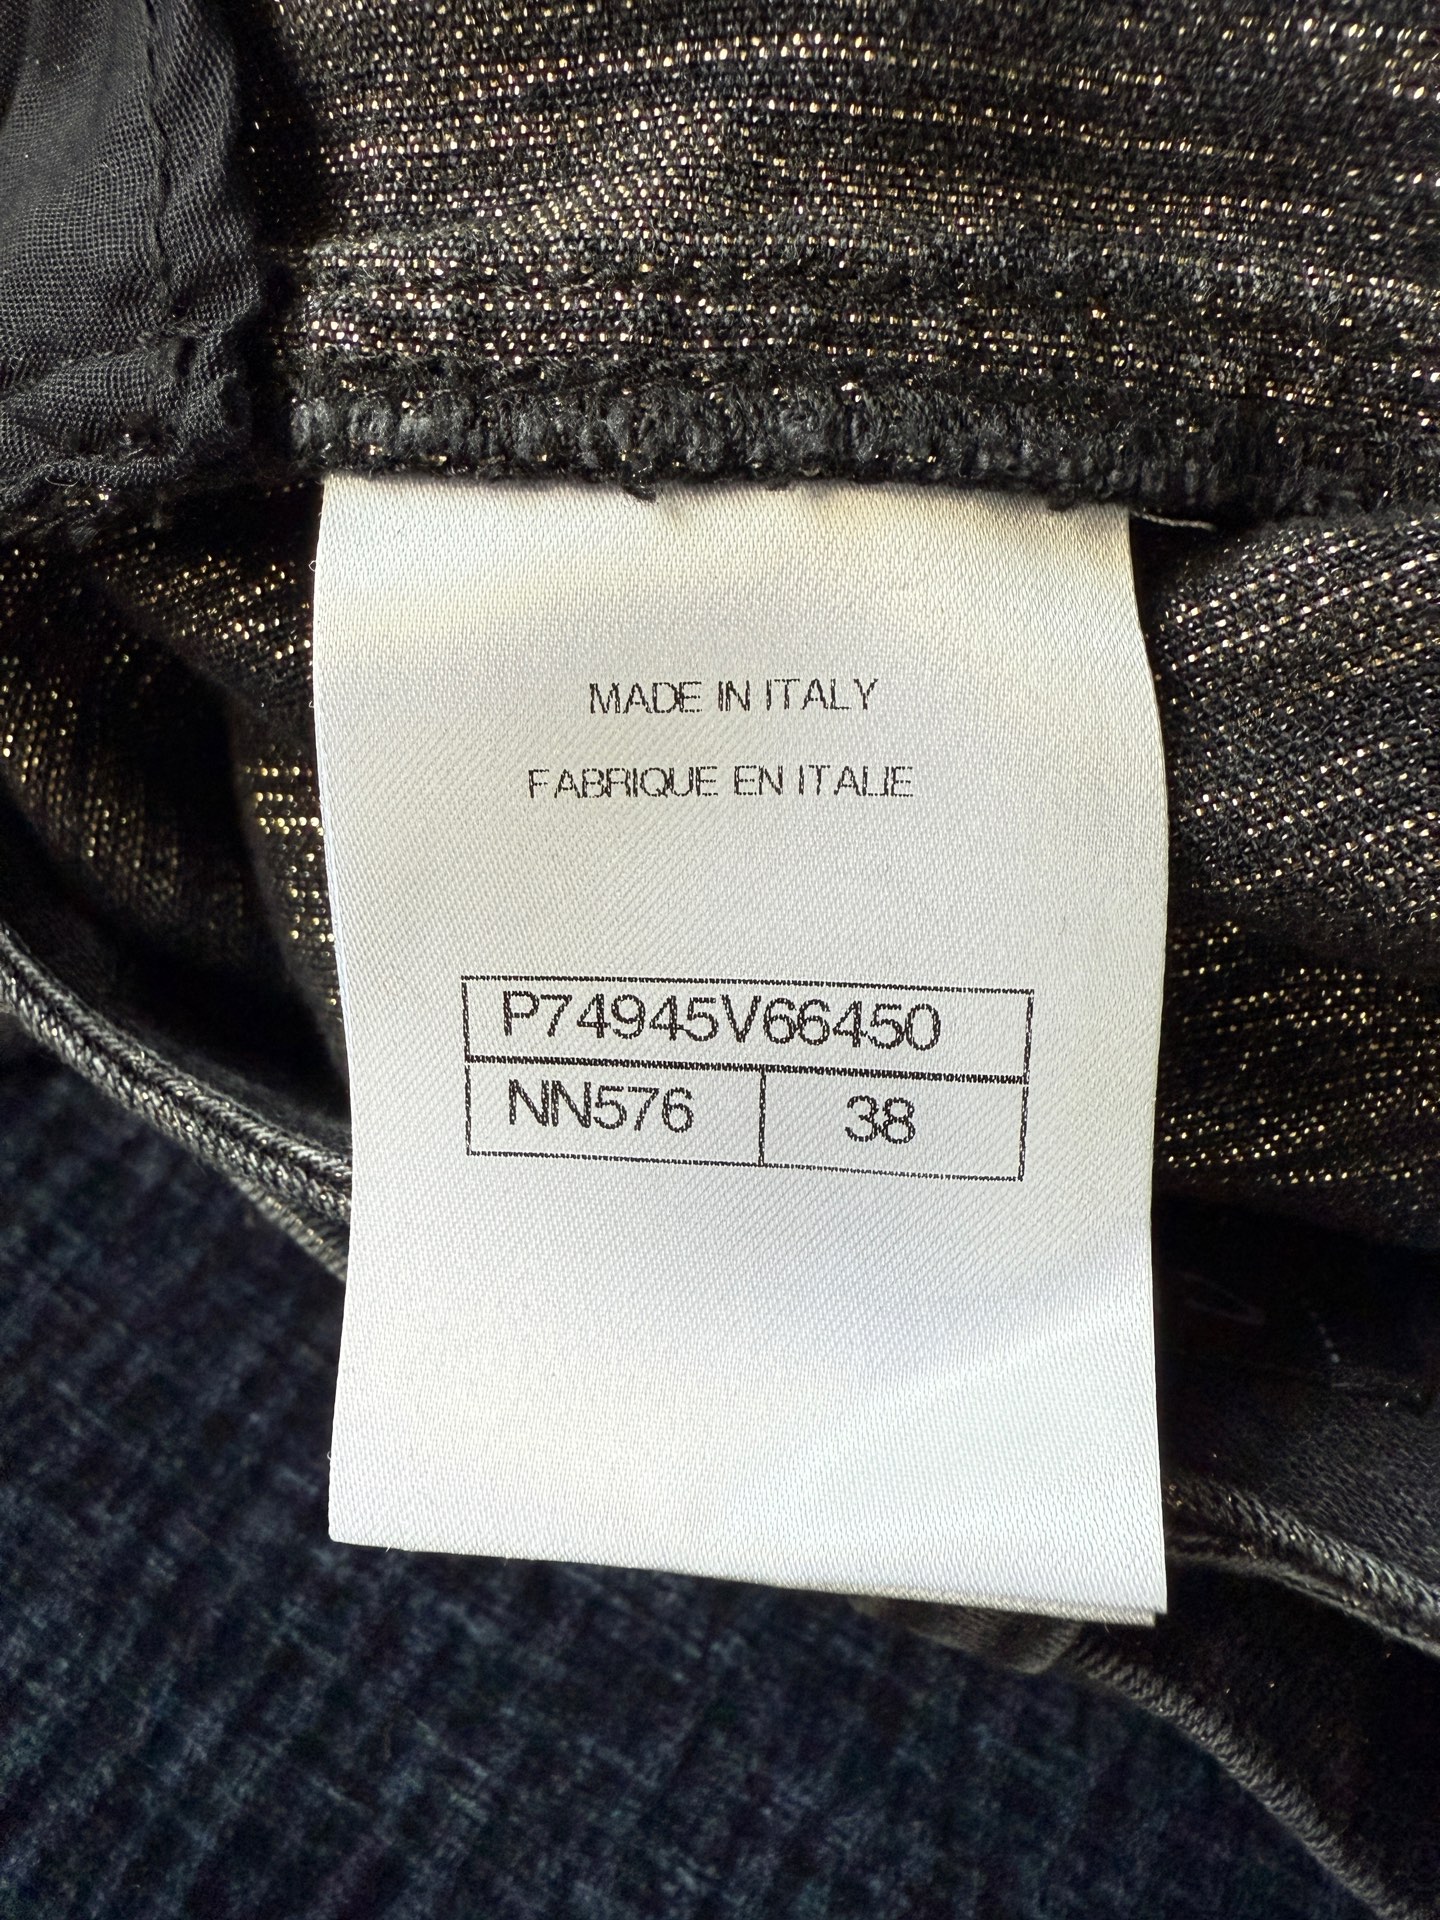 MADE IN ITALY
FABRIQUE EN ITALIE
P74945V66450
NN576 38